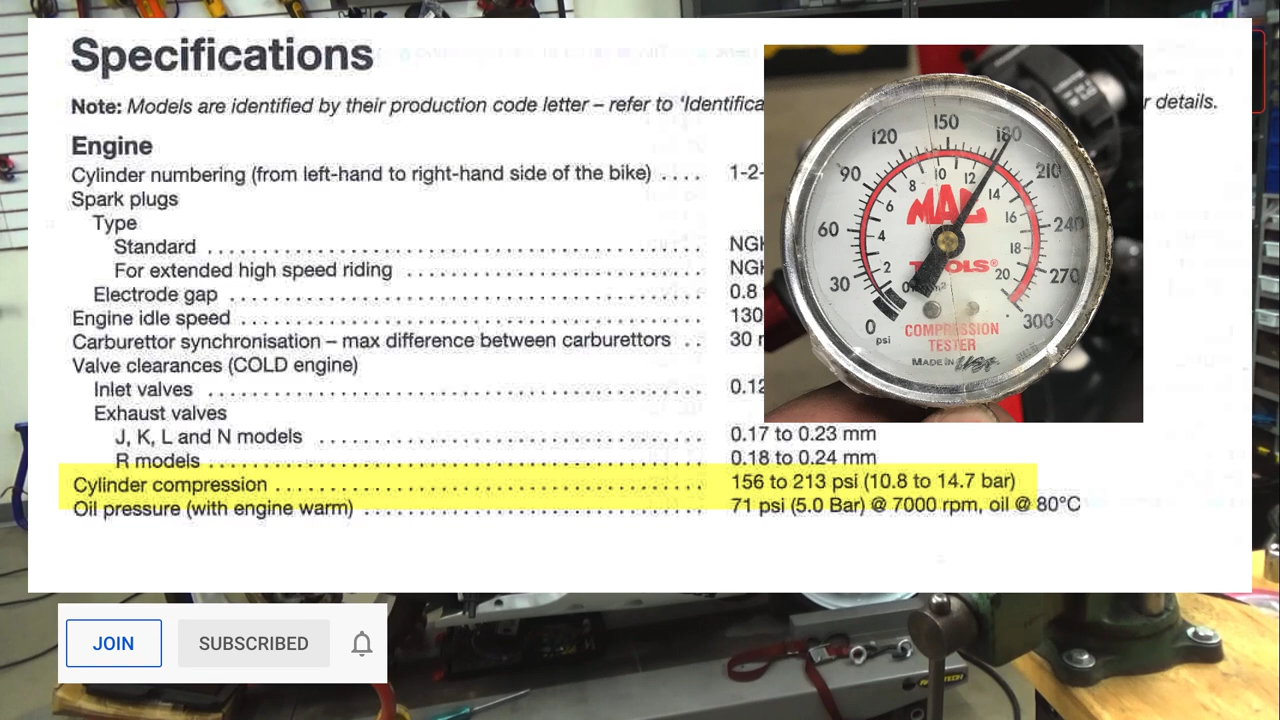 Specifications
Note: Models are identified by their production code letter – refer to 'Identifica
r details.
Engine
Cylinder numbering (from left-hand to right-hand side of the bike) . . . . 1-2-
Spark plugs
Type
Standard
For extended high speed riding
Electrode gap 0.8
Engine idle speed 130
Carburettor synchronisation – max difference between carburettors . . 30
Valve clearances (COLD engine)
Inlet valves 0.12
Exhaust valves
J, K, L and N models 0.17 to 0.23 mm
R models 0.18 to 0.24 mm
Cylinder compression 156 to 213 psi (10.8 to 14.7 bar)
Oil pressure (with engine warm) 71 psi (5.0 Bar) @ 7000 rpm, oil @ 80°C
0 30 60 90 120 150 180 210 240 270 300
2 4 6 8 10 12 14 16 18 20
MAC
TOOLS®
psi
COMPRESSION
TESTER
MADE IN
JOIN SUBSCRIBED